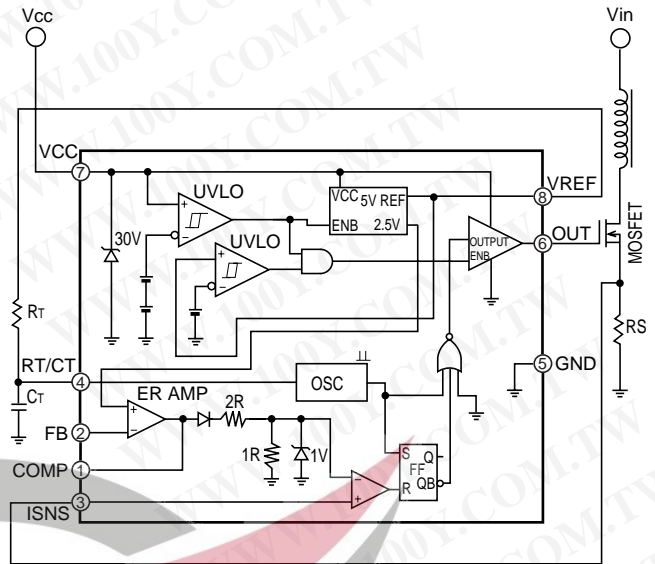 Vcc
Vin
VCC
7
UVLO
VCC 5V REF
ENB 2.5V
8
VREF
30V
UVLO
OUTPUT
ENB
6
OUT
MOSFET
RT
RS
RT/CT
4
OSC
5
GND
CT
ER AMP
2R
FB
2
1R
1V
S
Q
FF
COMP
1
R
QB
3
ISNS
WWW.100Y.COM.TW